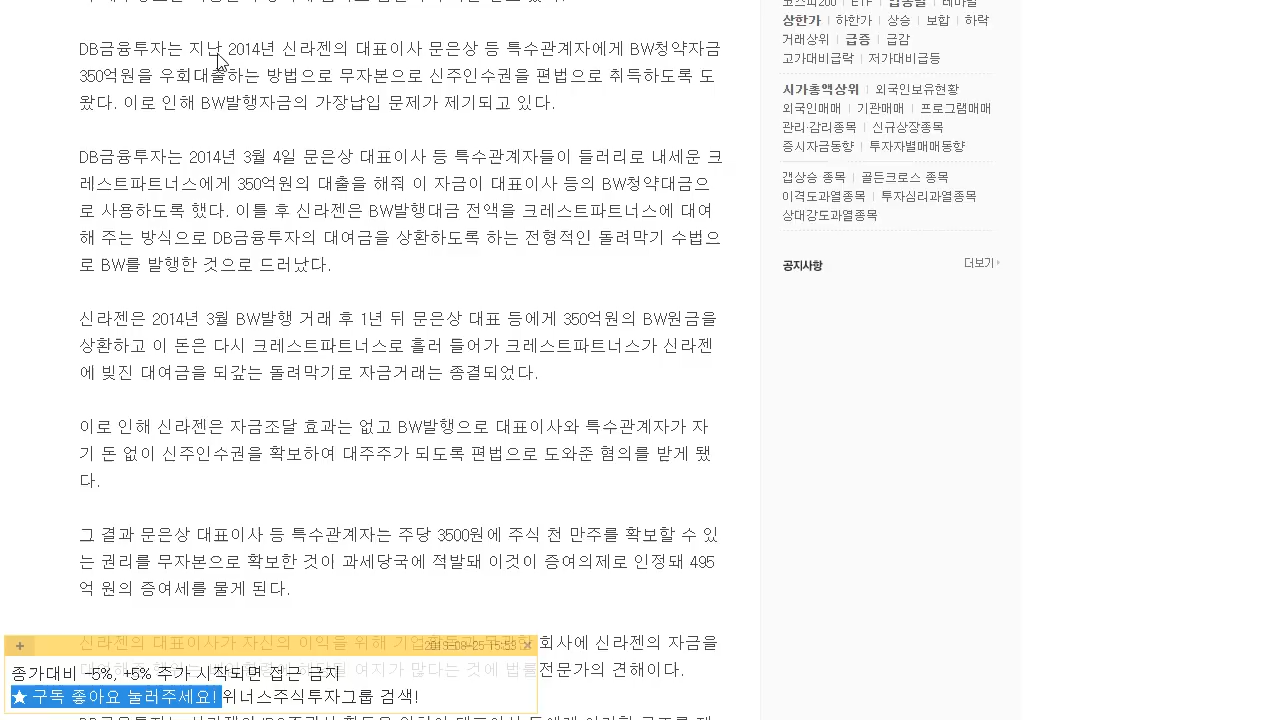 DB금융투자는 지난 2014년 신라젠의 대표이사 문은상 등 특수관계자에게 BW청약자금
350억원을 우회대출하는 방법으로 무자본으로 신주인수권을 편법으로 취득하도록 도
왔다. 이로 인해 BW발행자금의 가장납입 문제가 제기되고 있다.
DB금융투자는 2014년 3월 4일 문은상 대표이사 등 특수관계자들이 들러리로 내세운 크
레스트파트너스에게 350억원의 대출을 해줘 이 자금이 대표이사 등의 BW청약대금으
로 사용하도록 했다. 이틀 후 신라젠은 BW발행대금 전액을 크레스트파트너스에 대여
해 주는 방식으로 DB금융투자의 대여금을 상환하도록 하는 전형적인 돌려막기 수법으
로 BW를 발행한 것으로 드러났다.
신라젠은 2014년 3월 BW발행 거래 후 1년 뒤 문은상 대표 등에게 350억원의 BW원금을
상환하고 이 돈은 다시 크레스트파트너스로 흘러 들어가 크레스트파트너스가 신라젠
에 빚진 대여금을 되갚는 돌려막기로 자금거래는 종결되었다.
이로 인해 신라젠은 자금조달 효과는 없고 BW발행으로 대표이사와 특수관계자가 자
기 돈 없이 신주인수권을 확보하여 대주주가 되도록 편법으로 도와준 혐의를 받게 됐
다.
그 결과 문은상 대표이사 등 특수관계자는 주당 3500원에 주식 천 만주를 확보할 수 있
는 권리를 무자본으로 확보한 것이 과세당국에 적발돼 이것이 증여의제로 인정돼 495
억 원의 증여세를 물게 된다.
신라젠의 대표이사가 자신의 이익을 위해 회사에 신라젠의 자금을
여지가 많다는 것에 법률전문가의 견해이다.
2019-08-25 15:53
종가대비 -5%, +5% 주가 시작되면 접근 금지
★ 구독 좋아요 눌러주세요! 위너스주식투자그룹 검색!
코스피200 ETF 급등일 테마별
상한가 하한가 상승 보합 하락
거래상위 급증 급감
고가대비급락 저가대비급등
시가총액상위 외국인보유현황
외국인매매 기관매매 프로그램매매
관리·감리종목 신규상장종목
증시자금동향 투자자별매매동향
갭상승 종목 골든크로스 종목
이격도과열종목 투자심리과열종목
상대강도과열종목
공지사항 더보기